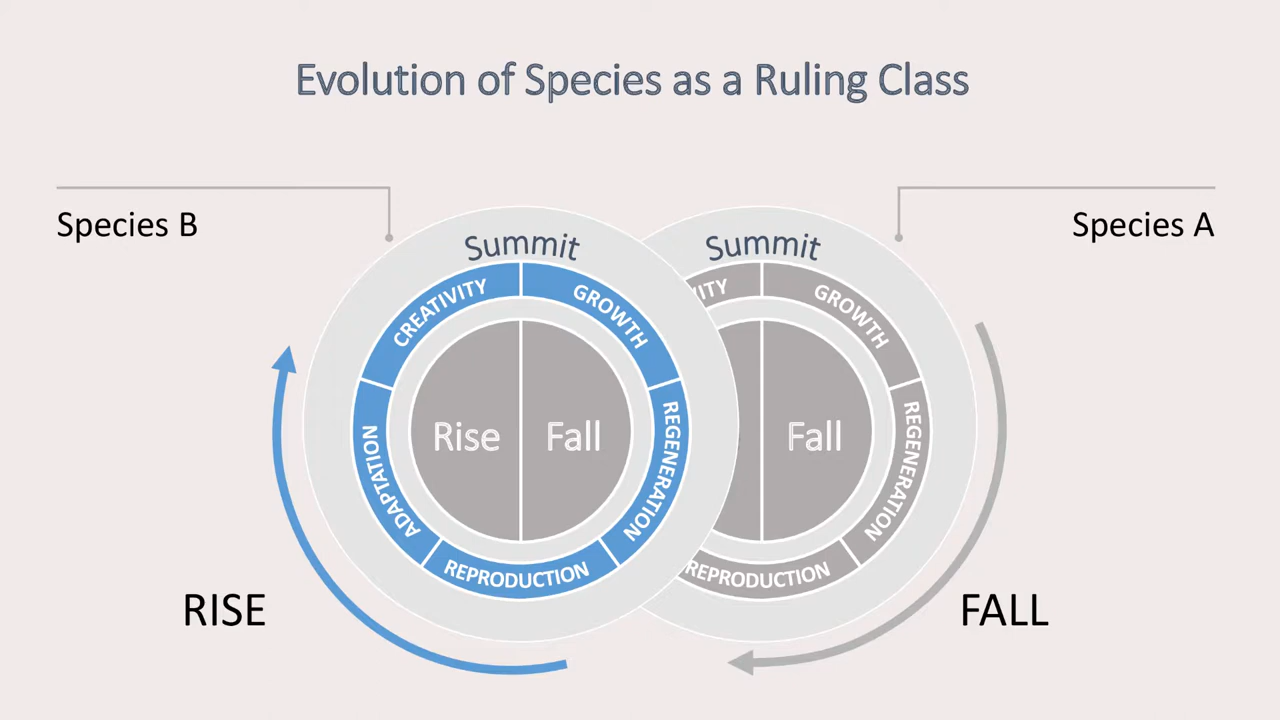 Evolution of Species as a Ruling Class
Species B
Species A
Summit
CREATIVITY
GROWTH
REGENERATION
REPRODUCTION
ADAPTATION
Rise
Fall
Summit
VITY
GROWTH
REGENERATION
REPRODUCTION
Fall
RISE
FALL